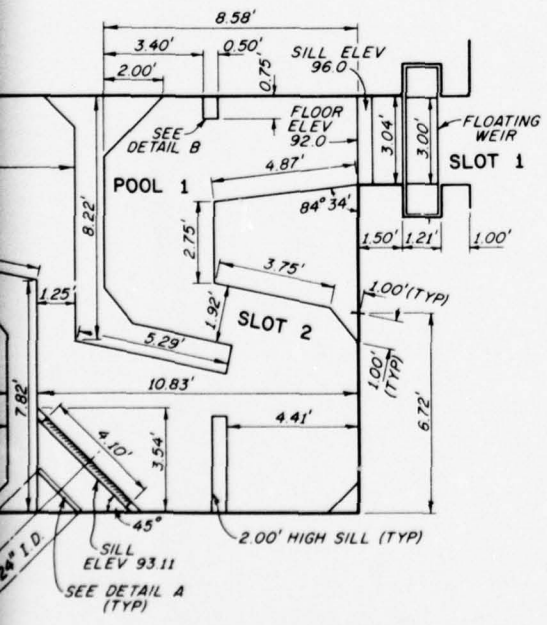 8.58'
3.40'
0.50'
SILL ELEV
96.0
2.00'
0.75'
SEE
DETAIL B
FLOOR
ELEV
92.0
3.04'
3.00'
FLOATING
WEIR
SLOT 1
POOL 1
4.87'
84° 34'
8.22'
2.75'
1.50'
1.21'
1.00'
3.75'
1.25'
1.92'
SLOT 2
1.00' (TYP)
5.29'
1.00'
(TYP)
10.83'
7.82'
6.72'
4.10'
3.54'
4.41'
45°
2.00' HIGH SILL (TYP)
24" I.D.
SILL
ELEV 93.11
SEE DETAIL A
(TYP)